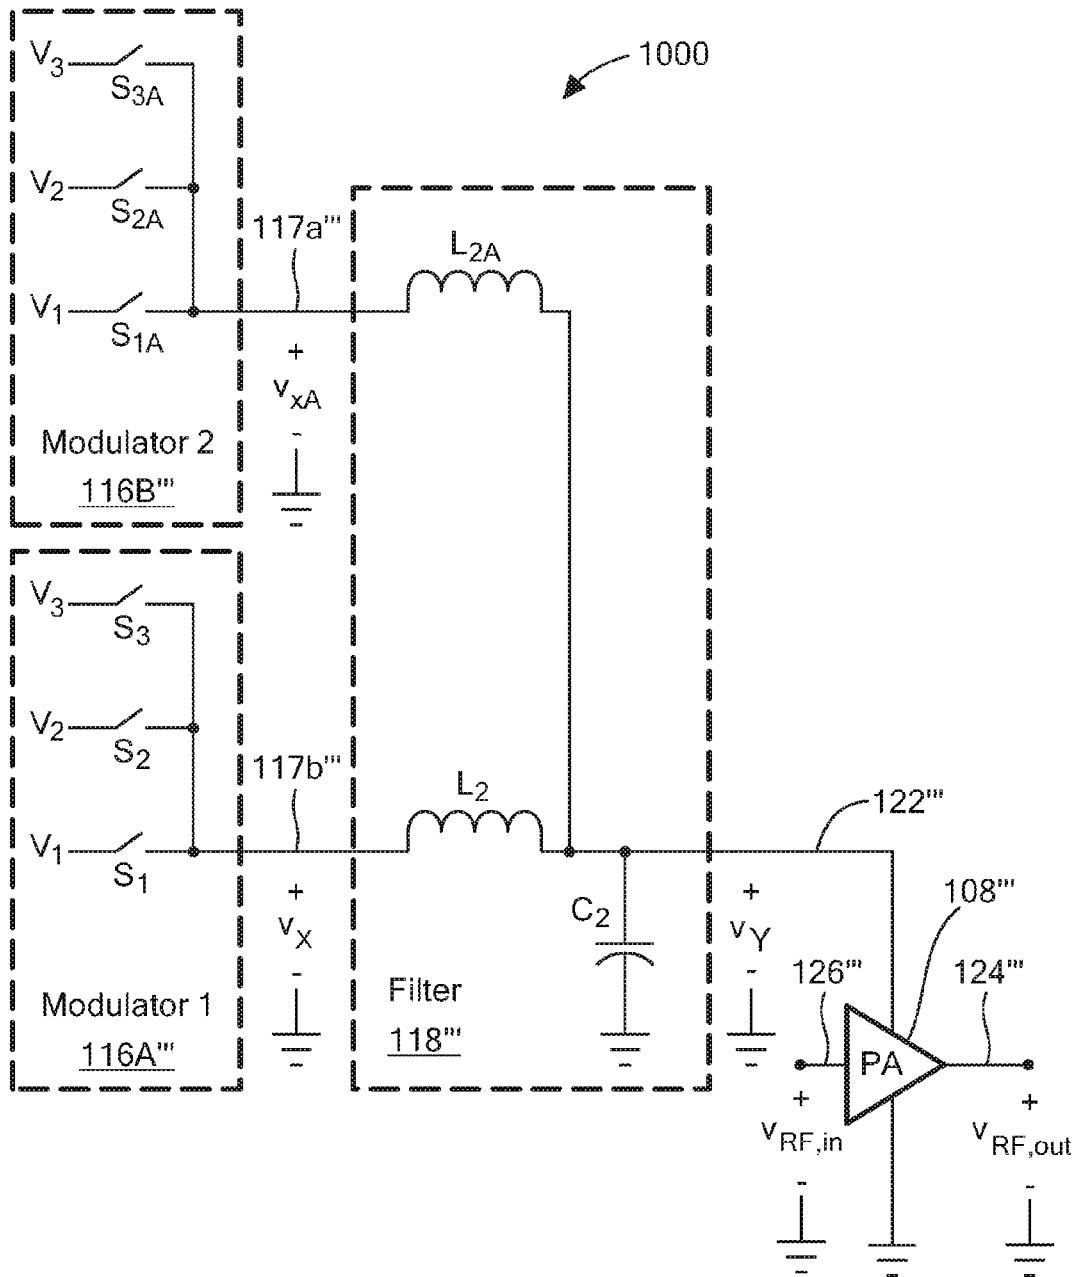 1000
V3
S3A
V2
S2A
V1
S1A
Modulator 2
116B'''
117a'''
+
vxA
-
L2A
V3
S3
V2
S2
V1
S1
Modulator 1
116A'''
117b'''
+
vX
-
L2
C2
Filter
118'''
122'''
+
vY
-
108'''
126'''
124'''
PA
+
vRF,in
-
+
vRF,out
-